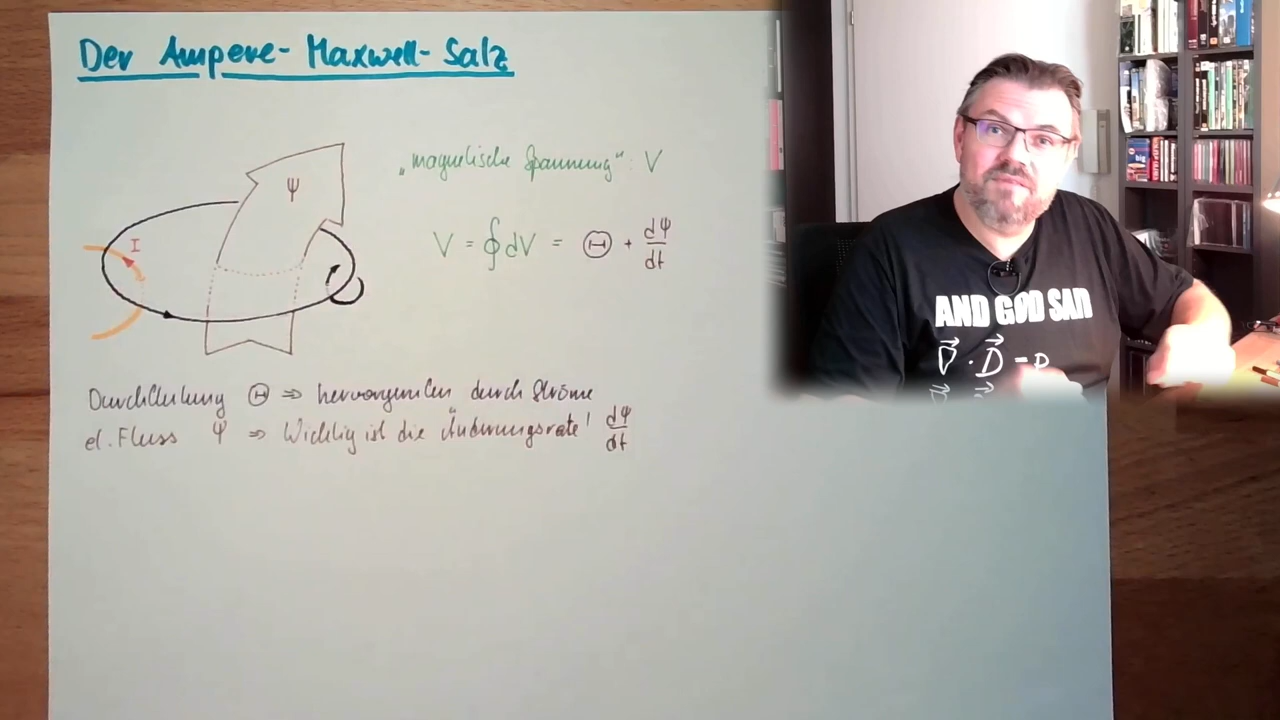 Der Ampere-Maxwell-Satz
„magnetische Spannung": V
V = ∮ dV = Θ + dΨ/dt
Ψ
I
Durchflutung Θ ⇒ hervorgerufen durch Ströme
el. Fluss Ψ ⇒ Wichtig ist die Änderungsrate! dΨ/dt
AND GOD SAID
∇ · D = ρ
big